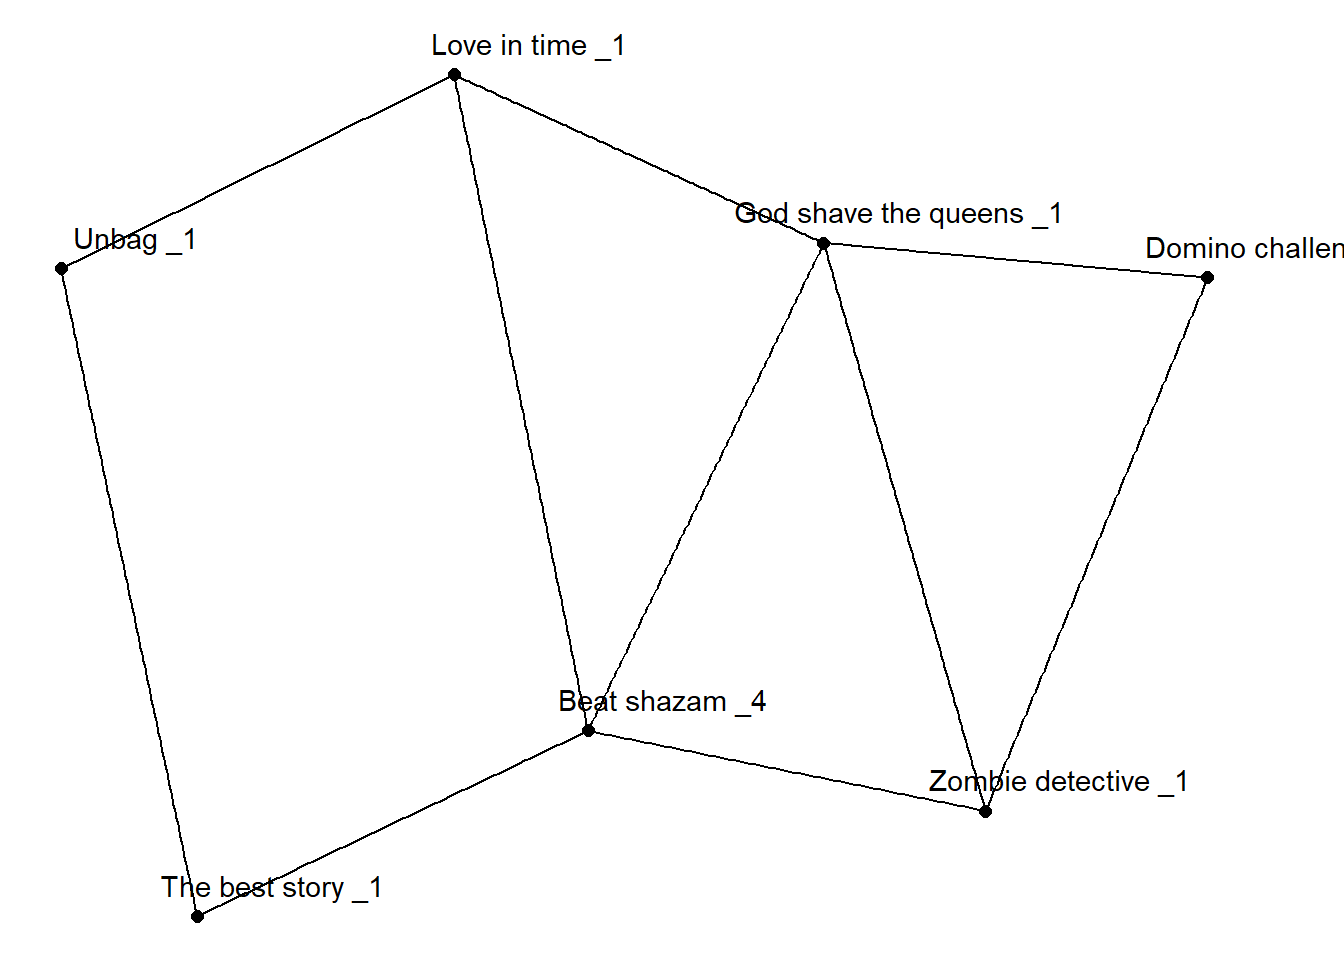 Love in time _1
God shave the queens _1
Unbag _1
Domino challen
Beat shazam _4
Zombie detective _1
The best story _1